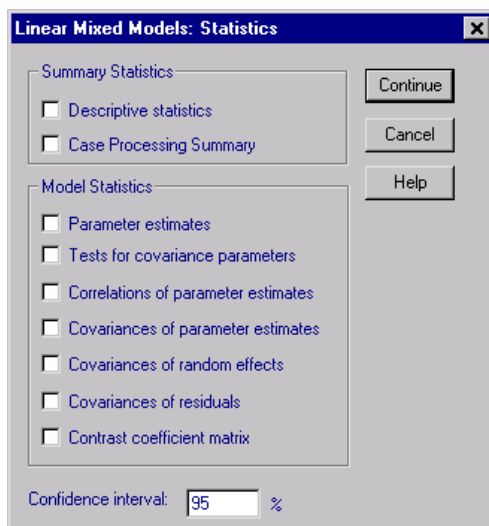 Linear Mixed Models: Statistics
Summary Statistics
Descriptive statistics
Case Processing Summary
Continue
Cancel
Help
Model Statistics
Parameter estimates
Tests for covariance parameters
Correlations of parameter estimates
Covariances of parameter estimates
Covariances of random effects
Covariances of residuals
Contrast coefficient matrix
Confidence interval: 95 %